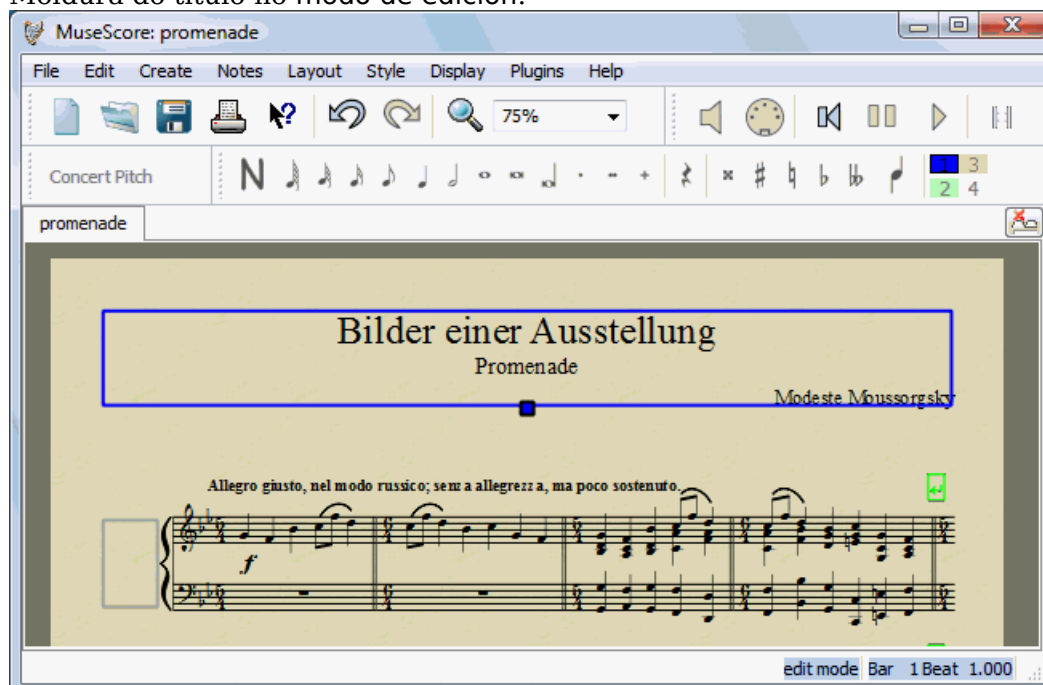 Moldura do título no modo de edición.
MuseScore: promenade
File Edit Create Notes Layout Style Display Plugins Help
75%
Concert Pitch N 1 3
2 4
promenade
Bilder einer Ausstellung
Promenade
Modeste Moussorgsky
Allegro giusto, nel modo russico; senza allegrezza, ma poco sostenuto.
f
edit mode Bar 1 Beat 1.000